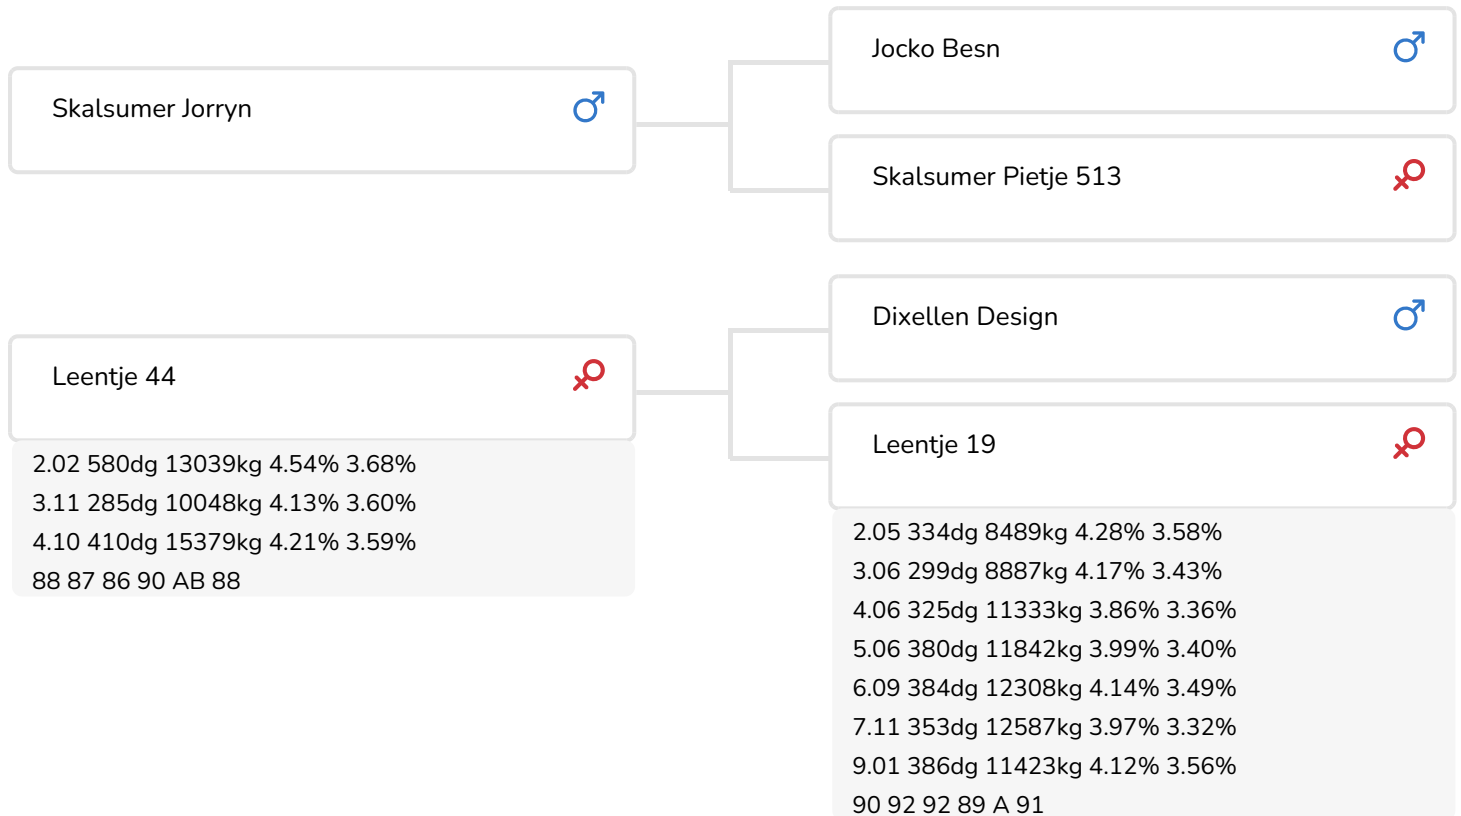 Skalsumer Jorryn
Jocko Besn
Skalsumer Pietje 513
Leentje 44
2.02 580dg 13039kg 4.54% 3.68%
3.11 285dg 10048kg 4.13% 3.60%
4.10 410dg 15379kg 4.21% 3.59%
88 87 86 90 AB 88
Dixellen Design
Leentje 19
2.05 334dg 8489kg 4.28% 3.58%
3.06 299dg 8887kg 4.17% 3.43%
4.06 325dg 11333kg 3.86% 3.36%
5.06 380dg 11842kg 3.99% 3.40%
6.09 384dg 12308kg 4.14% 3.49%
7.11 353dg 12587kg 3.97% 3.32%
9.01 386dg 11423kg 4.12% 3.56%
90 92 92 89 A 91